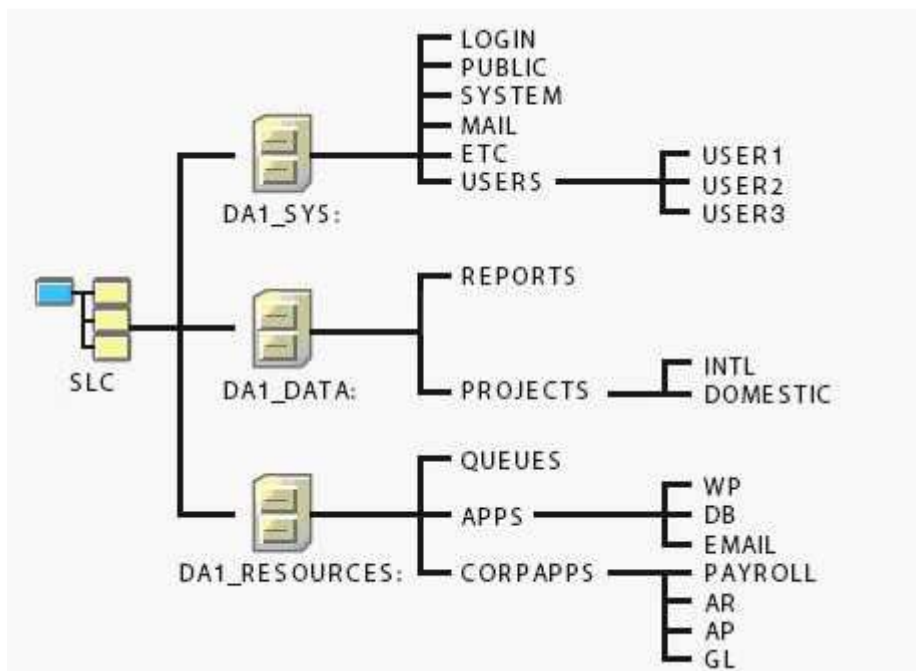 LOGIN
PUBLIC
SYSTEM
MAIL
ETC
USERS
USER1
USER2
USER3
DA1_SYS:
REPORTS
SLC
DA1_DATA:
PROJECTS
INTL
DOMESTIC
QUEUES
APPS
WP
DB
EMAIL
DA1_RESOURCES:
CORPAPPS
PAYROLL
AR
AP
GL